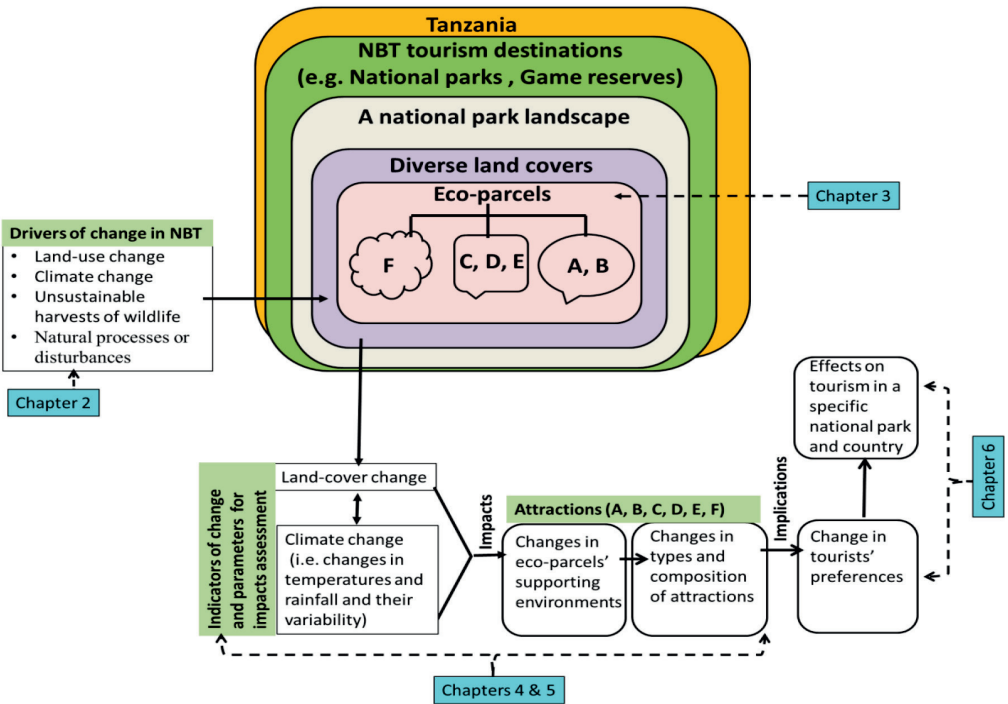 Tanzania
NBT tourism destinations
(e.g. National parks , Game reserves)
A national park landscape
Diverse land covers
Eco-parcels
F
C, D, E
A, B
Chapter 3
Drivers of change in NBT
• Land-use change
• Climate change
• Unsustainable
harvests of wildlife
• Natural processes or
disturbances
Chapter 2
Indicators of change
and parameters for
impacts assessment
Land-cover change
Climate change
(i.e. changes in
temperatures and
rainfall and their
variability)
Impacts
Attractions (A, B, C, D, E, F)
Changes in
eco-parcels’
supporting
environments
Changes in
types and
composition
of attractions
Implications
Effects on
tourism in a
specific
national park
and country
Change in
tourists’
preferences
Chapter 6
Chapters 4 & 5